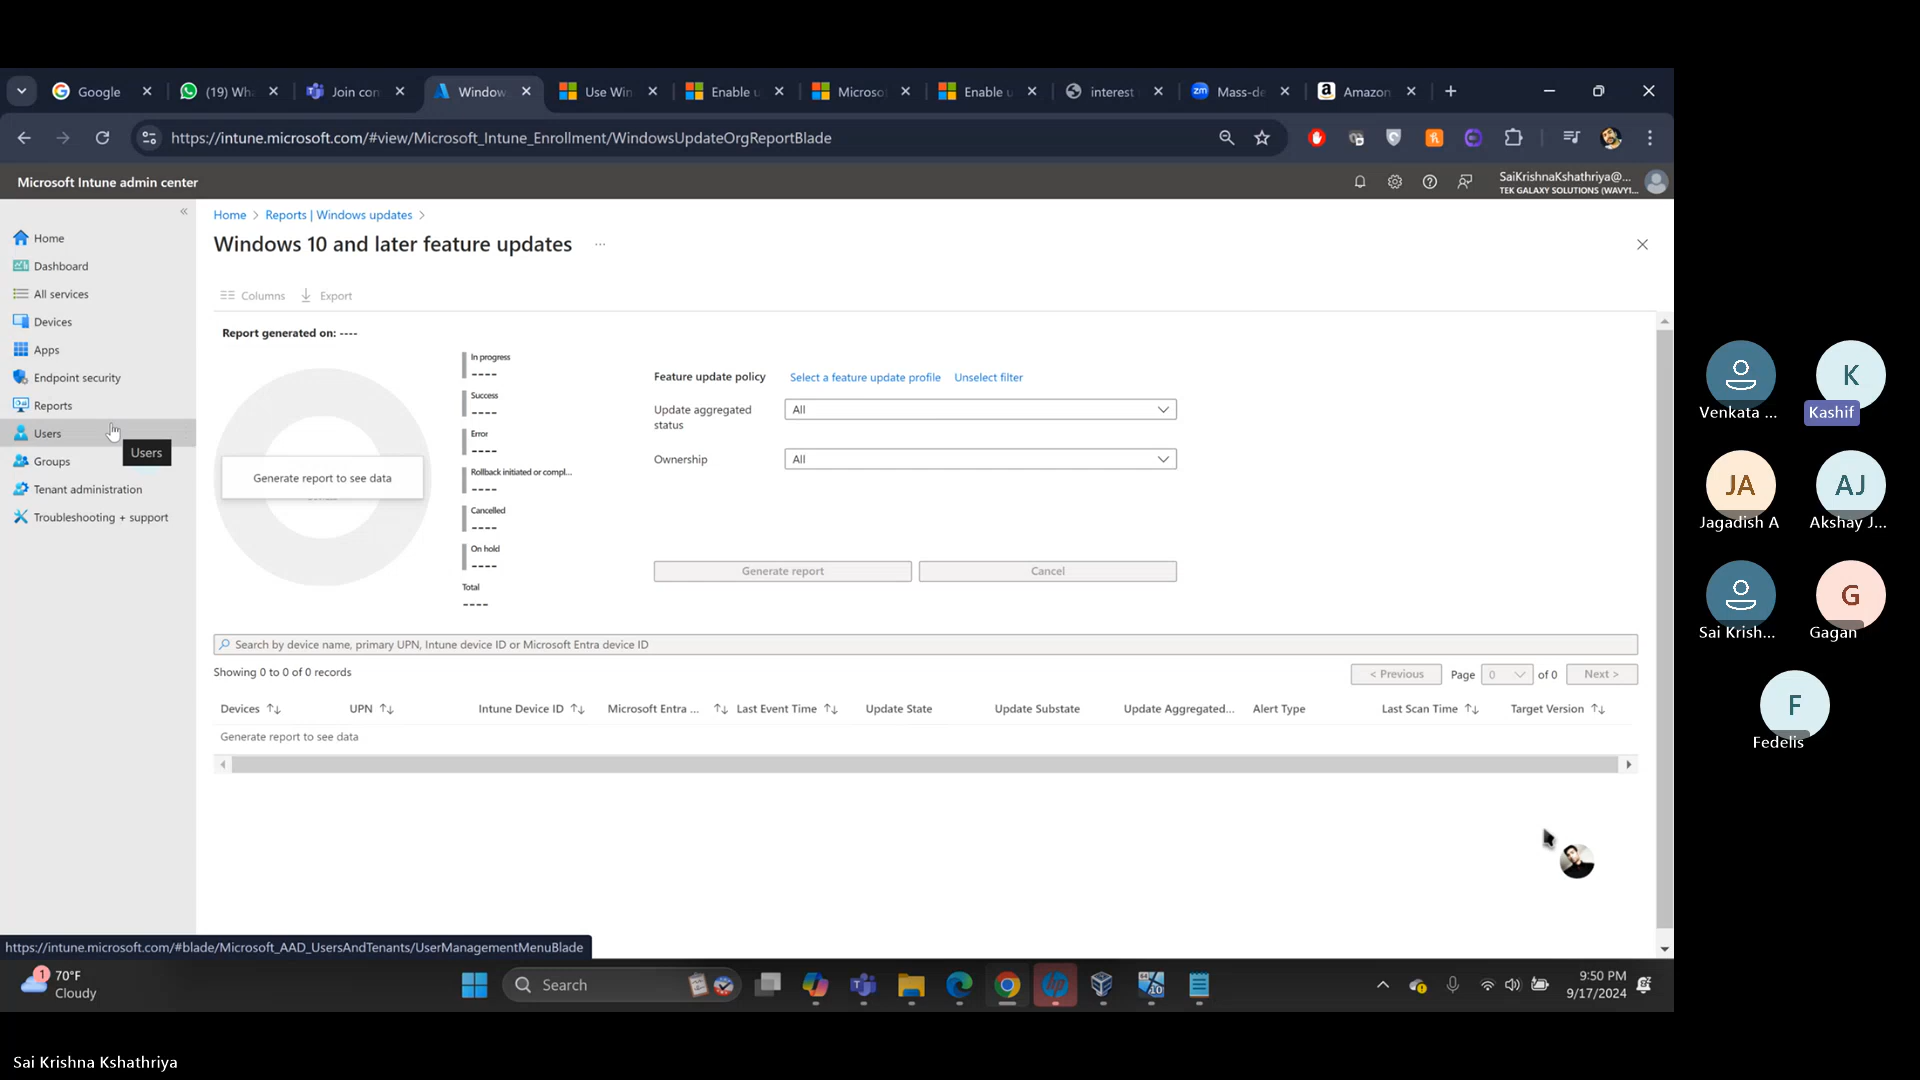 Google
(19) Wh
Join con
Window
Use Win
Enable u
Microso
Enable u
interest
Mass-de
Amazon
https://intune.microsoft.com/#view/Microsoft_Intune_Enrollment/WindowsUpdateOrgReportBlade
Microsoft Intune admin center
SaiKrishnaKshathriya@...
TEK GALAXY SOLUTIONS (WAVY1...
Home > Reports | Windows updates >
Windows 10 and later feature updates ...
Home
Dashboard
All services
Devices
Apps
Endpoint security
Reports
Users
Users
Groups
Tenant administration
Troubleshooting + support
Columns
Export
Report generated on: ----
Generate report to see data
In progress
----
Success
----
Error
----
Rollback initiated or compl...
----
Cancelled
----
On hold
----
Total
----
Feature update policy
Select a feature update profile
Unselect filter
Update aggregated status
All
Ownership
All
Generate report
Cancel
Search by device name, primary UPN, Intune device ID or Microsoft Entra device ID
Showing 0 to 0 of 0 records
< Previous Page 0 of 0 Next >
Devices UPN Intune Device ID Microsoft Entra ... Last Event Time Update State Update Substate Update Aggregated... Alert Type Last Scan Time Target Version
Generate report to see data
https://intune.microsoft.com/#blade/Microsoft_AAD_UsersAndTenants/UserManagementMenuBlade
1
70°F
Cloudy
Search
9:50 PM
9/17/2024
Venkata ...
K
Kashif
JA
Jagadish A
AJ
Akshay J...
Sai Krish...
G
Gagan
F
Fedelis
Sai Krishna Kshathriya